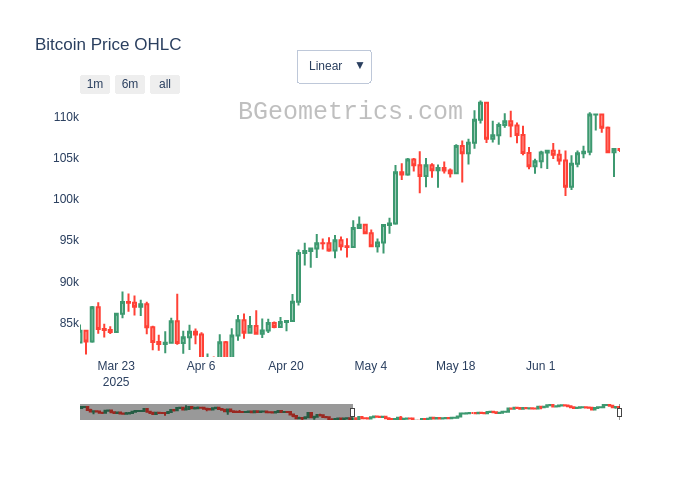 Bitcoin Price OHLC
Linear ▼
1m 6m all
BGeometrics.com
110k
105k
100k
95k
90k
85k
Mar 23 Apr 6 Apr 20 May 4 May 18 Jun 1
2025